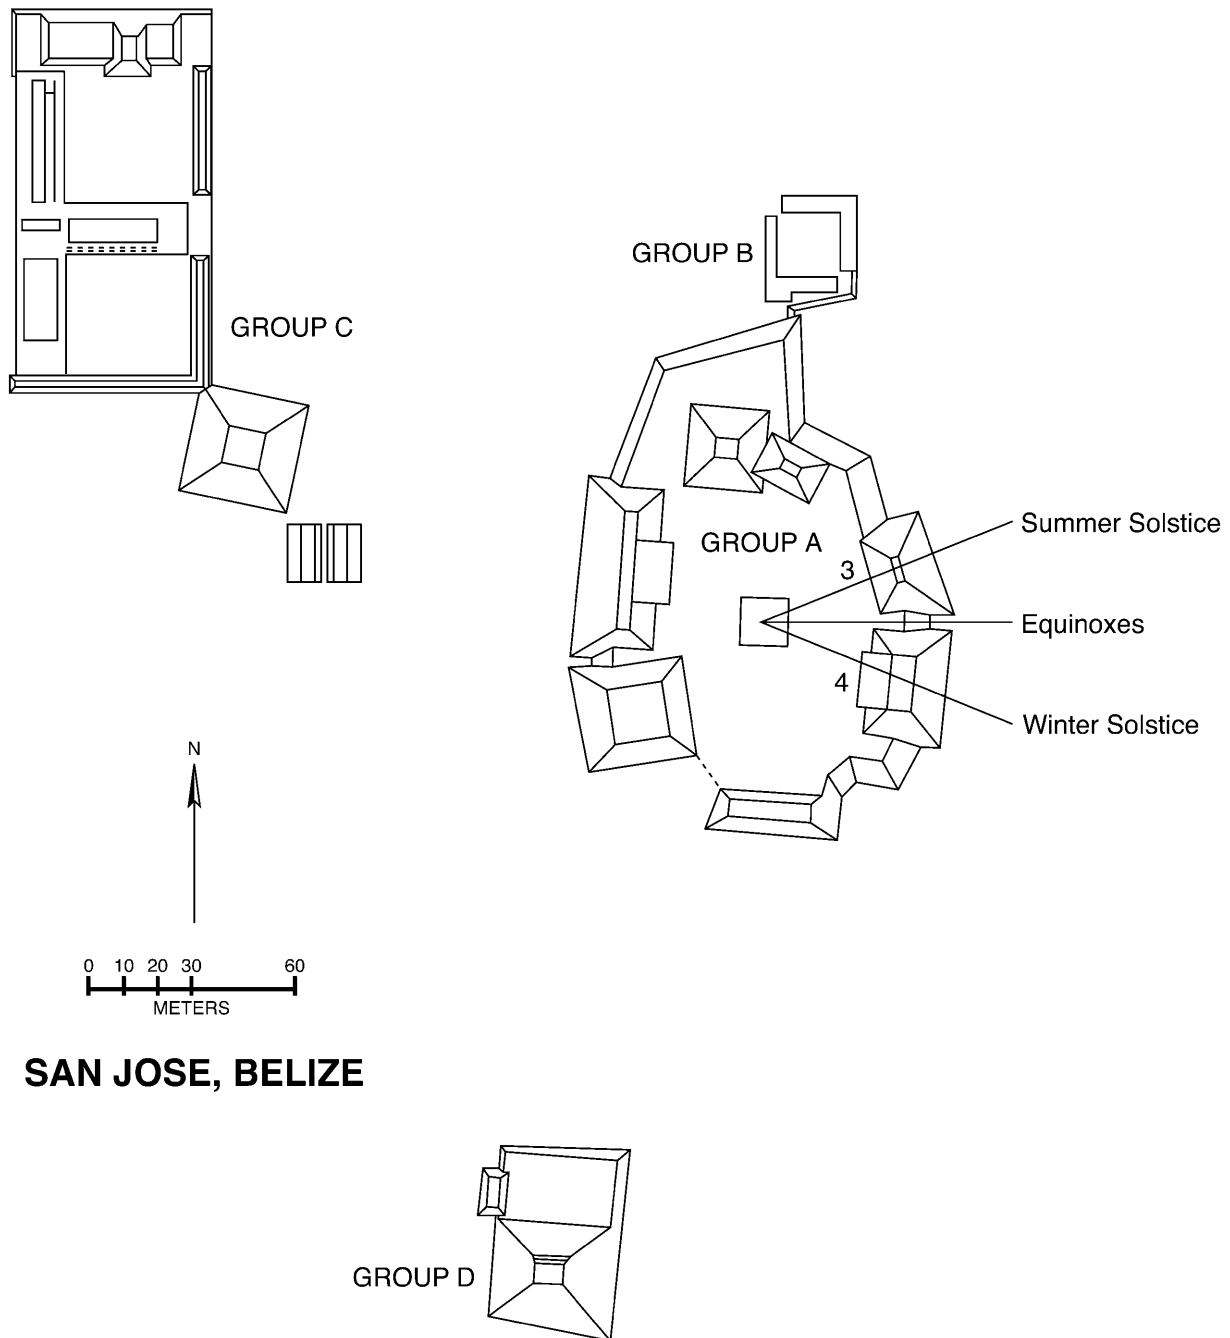 GROUP B
GROUP C
Summer Solstice
GROUP A
3
Equinoxes
4
Winter Solstice
N
0 10 20 30 60
METERS
SAN JOSE, BELIZE
GROUP D